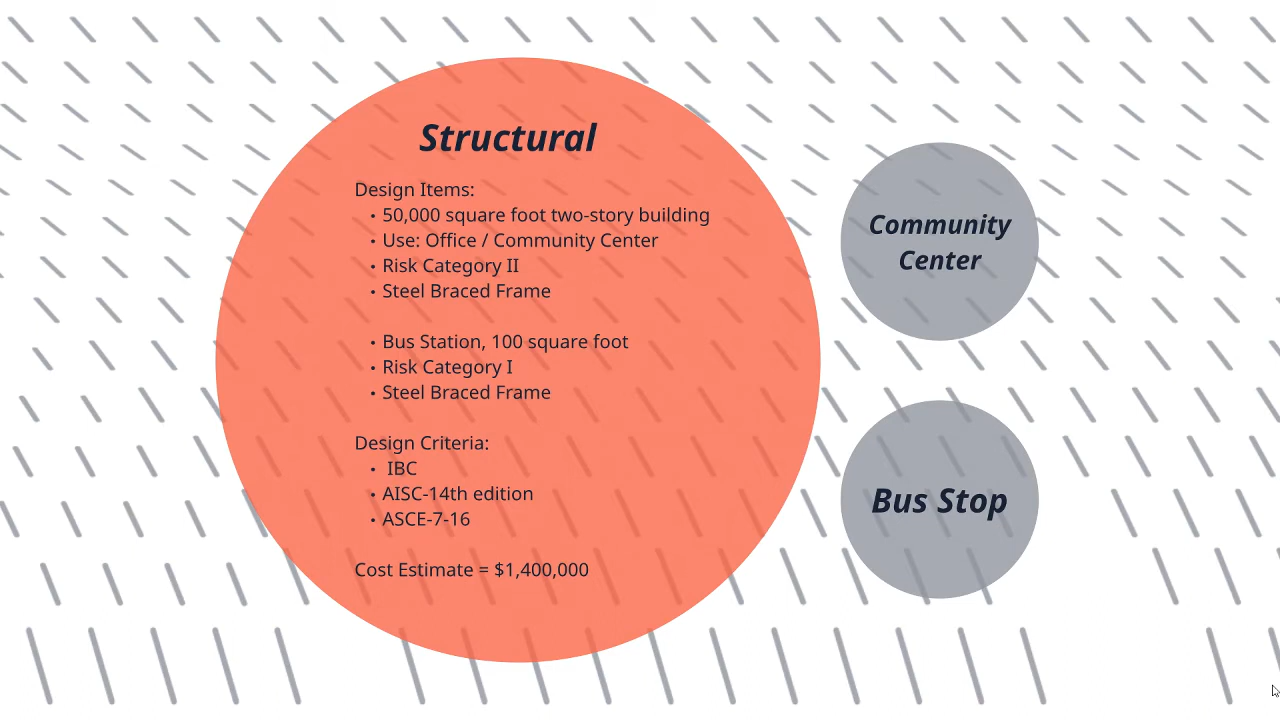 Structural
Design Items:
• 50,000 square foot two-story building
• Use: Office / Community Center
• Risk Category II
• Steel Braced Frame
• Bus Station, 100 square foot
• Risk Category I
• Steel Braced Frame
Design Criteria:
• IBC
• AISC-14th edition
• ASCE-7-16
Cost Estimate = $1,400,000
Community
Center
Bus Stop